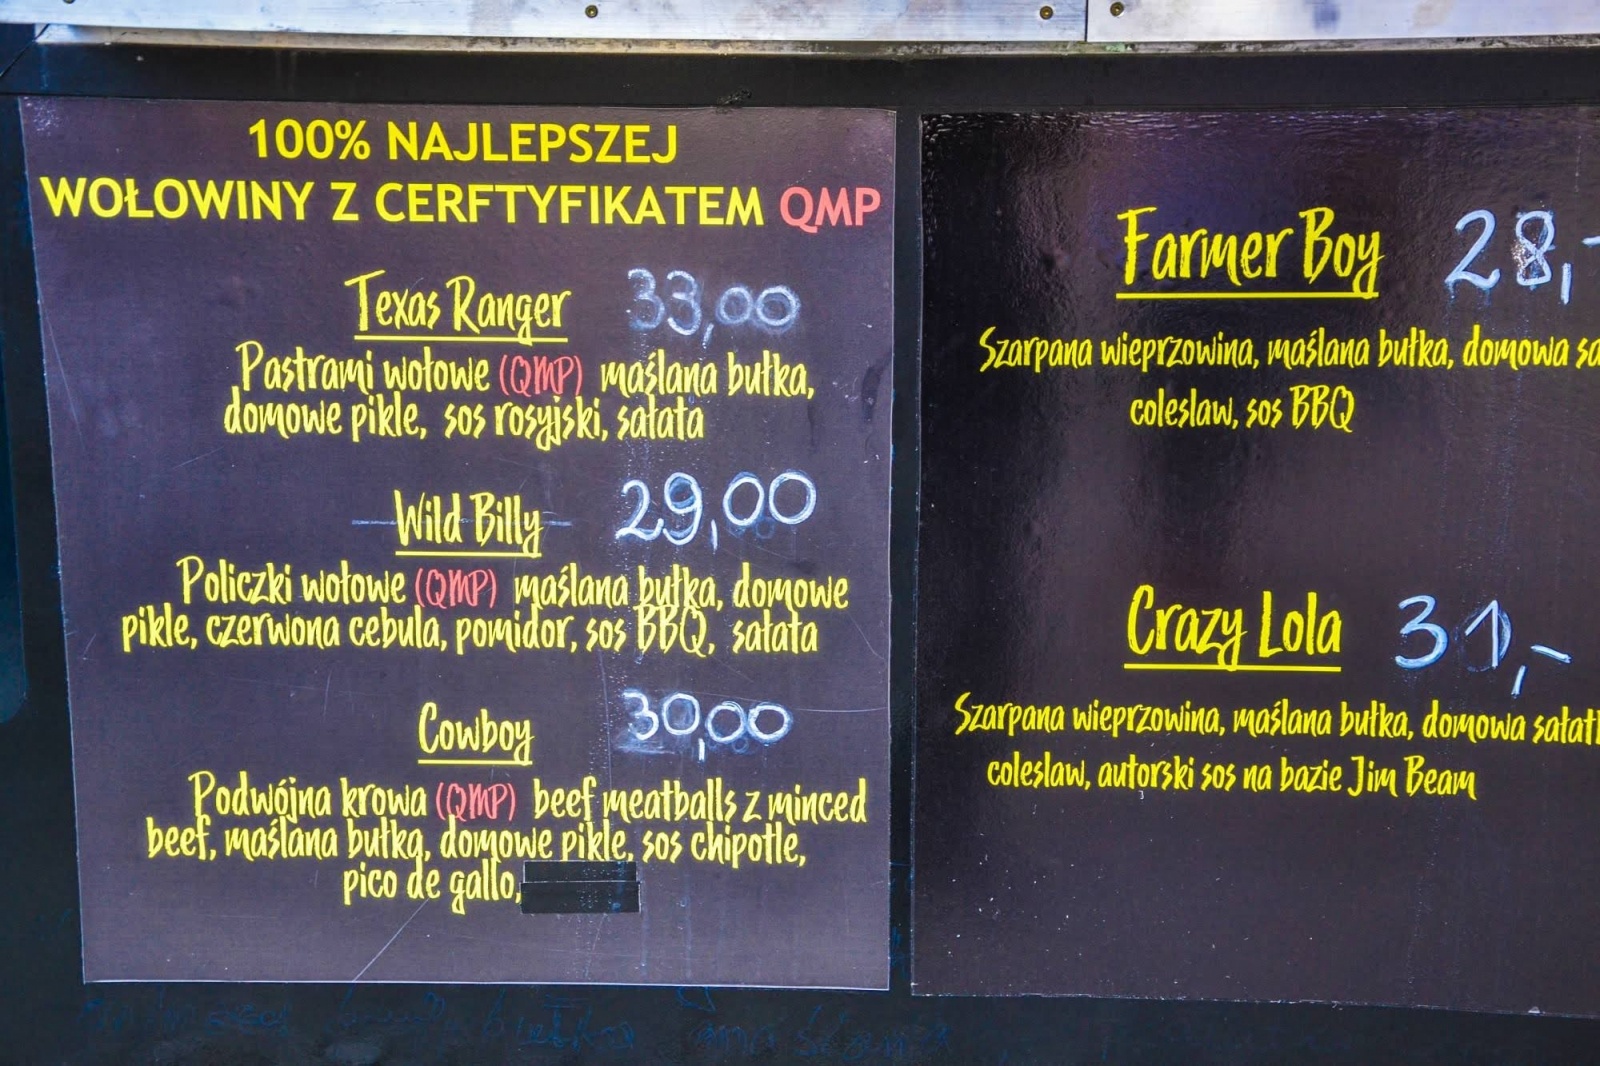 100% NAJLEPSZEJ
WOŁOWINY Z CERFTYFIKATEM QMP
Texas Ranger 33,00
Pastrami wołowe (QMP) maślana bułka,
domowe pikle, sos rosyjski, sałata
Wild Billy 29,00
Policzki wołowe (QMP) maślana bułka, domowe
pikle, czerwona cebula, pomidor, sos BBQ, sałata
Cowboy 30,00
Podwójna krowa (QMP) beef meatballs z minced
beef, maślana bułka, domowe pikle, sos chipotle,
pico de gallo,
Farmer Boy 28,-
Szarpana wieprzowina, maślana bułka, domowa
coleslaw, sos BBQ
Crazy Lola 31,-
Szarpana wieprzowina, maślana bułka, domowa
coleslaw, autorski sos na bazie Jim Beam